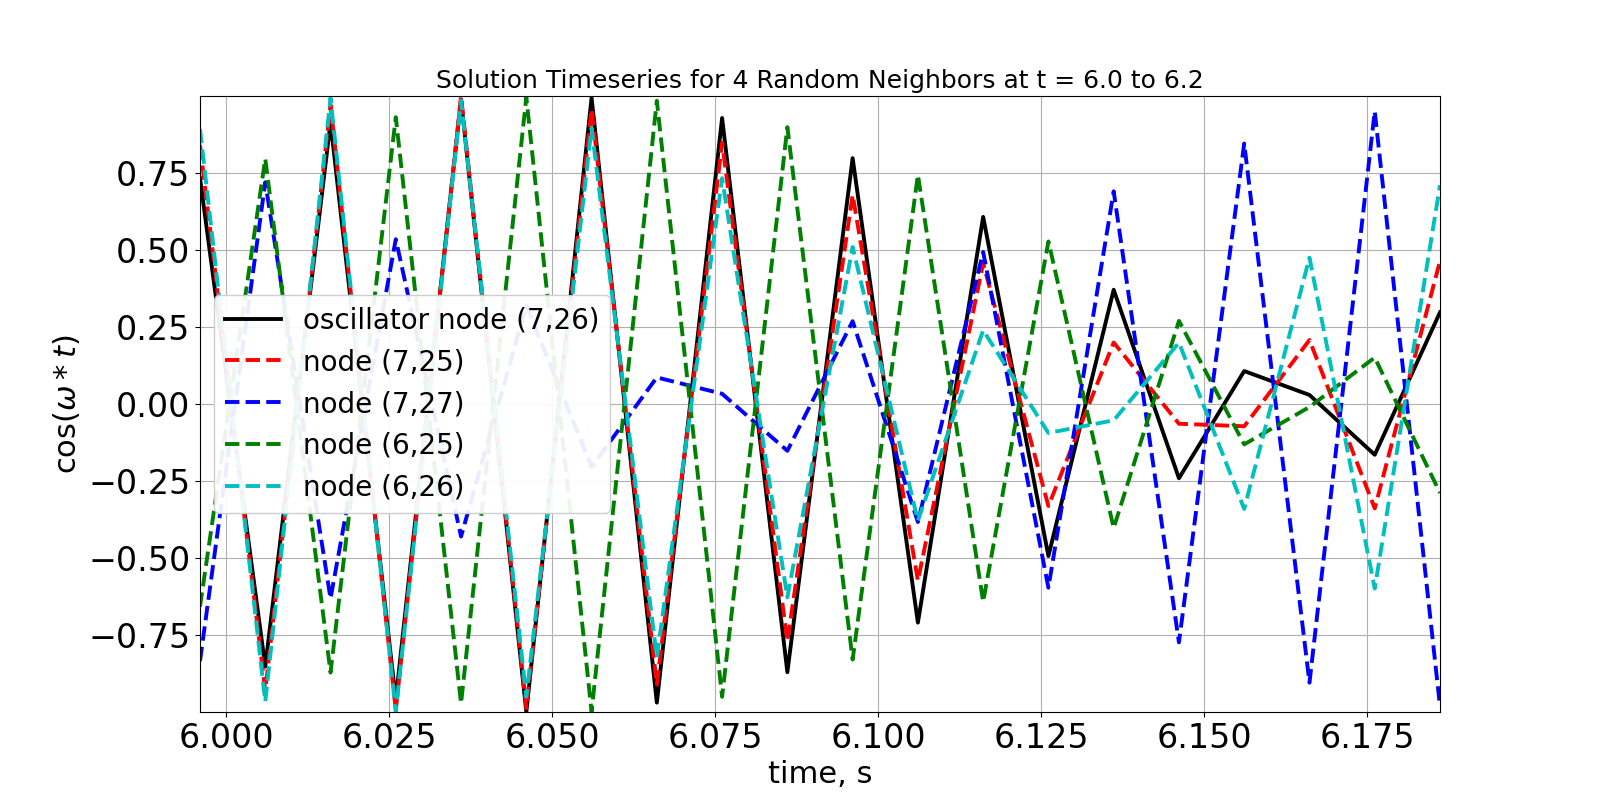 Solution Timeseries for 4 Random Neighbors at t = 6.0 to 6.2
0.75
0.50
0.25
0.00
−0.25
−0.50
−0.75
cos(ω * t)
oscillator node (7,26)
node (7,25)
node (7,27)
node (6,25)
node (6,26)
6.000 6.025 6.050 6.075 6.100 6.125 6.150 6.175
time, s